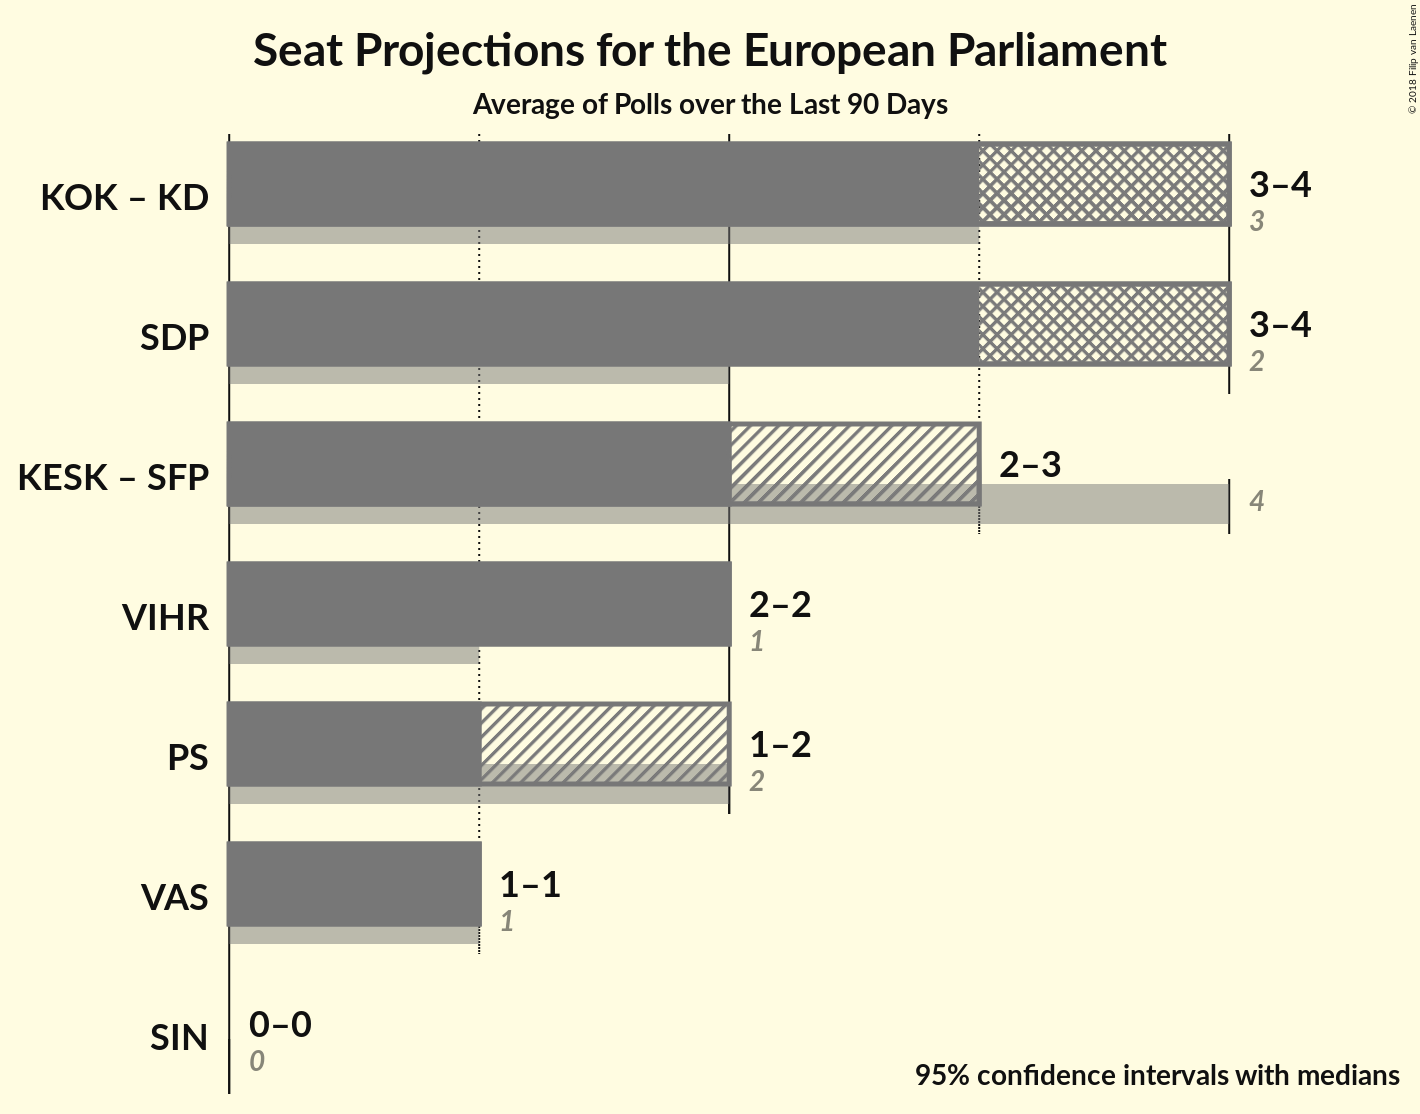 Seat Projections for the European Parliament
Average of Polls over the Last 90 Days
© 2018 Filip van Laenen
KOK – KD
3–4
3
SDP
3–4
2
KESK – SFP
2–3
4
VIHR
2–2
1
PS
1–2
2
VAS
1–1
1
SIN
0–0
0
95% confidence intervals with medians